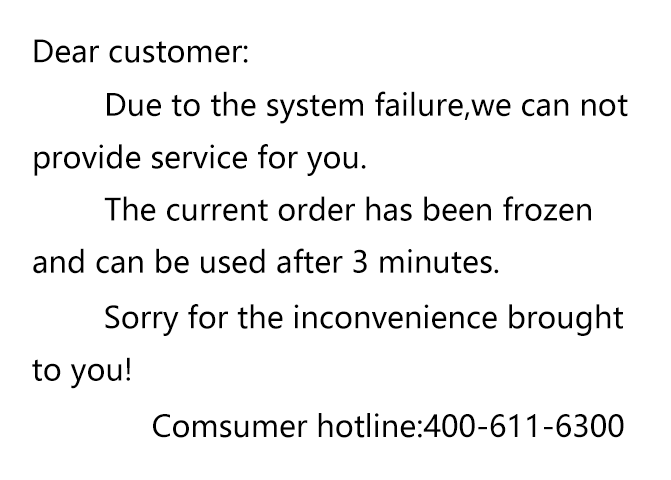 Dear customer:
Due to the system failure,we can not
provide service for you.
The current order has been frozen
and can be used after 3 minutes.
Sorry for the inconvenience brought
to you!
Comsumer hotline:400-611-6300